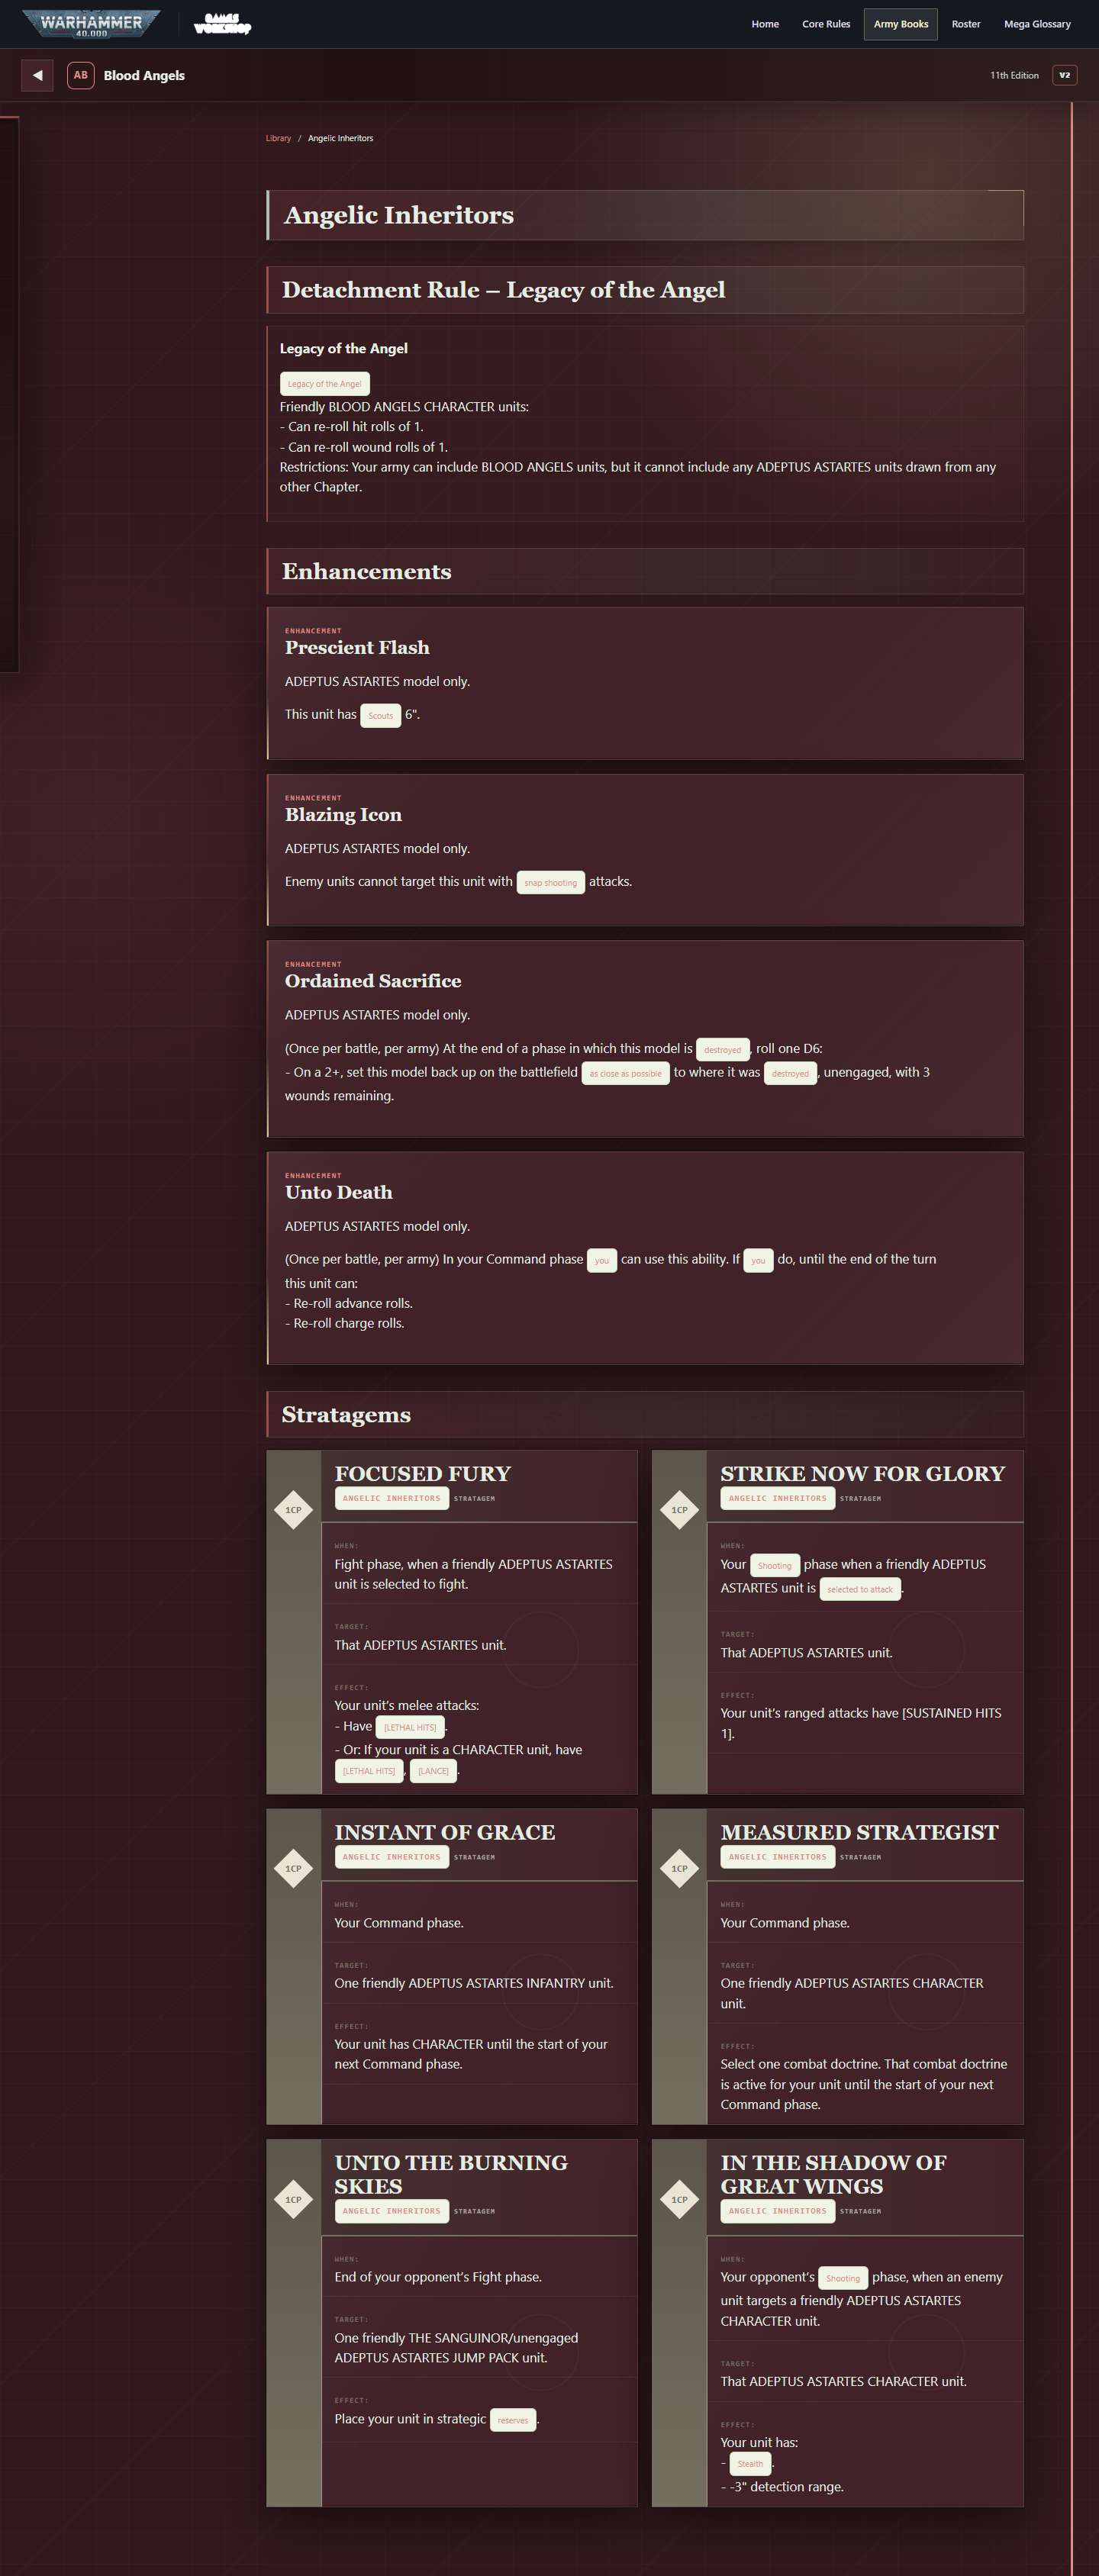 WARHAMMER
40,000
GAMES
WORKSHOP
Home
Core Rules
Army Books
Roster
Mega Glossary
◀
AB
Blood Angels
11th Edition
V2
Library / Angelic Inheritors
Angelic Inheritors
Detachment Rule – Legacy of the Angel
Legacy of the Angel
Legacy of the Angel
Friendly BLOOD ANGELS CHARACTER units:
- Can re-roll hit rolls of 1.
- Can re-roll wound rolls of 1.
Restrictions: Your army can include BLOOD ANGELS units, but it cannot include any ADEPTUS ASTARTES units drawn from any
other Chapter.
Enhancements
ENHANCEMENT
Prescient Flash
ADEPTUS ASTARTES model only.
This unit has Scouts 6".
ENHANCEMENT
Blazing Icon
ADEPTUS ASTARTES model only.
Enemy units cannot target this unit with snap shooting attacks.
ENHANCEMENT
Ordained Sacrifice
ADEPTUS ASTARTES model only.
(Once per battle, per army) At the end of a phase in which this model is destroyed, roll one D6:
- On a 2+, set this model back up on the battlefield as close as possible to where it was destroyed, unengaged, with 3
wounds remaining.
ENHANCEMENT
Unto Death
ADEPTUS ASTARTES model only.
(Once per battle, per army) In your Command phase you can use this ability. If you do, until the end of the turn
this unit can:
- Re-roll advance rolls.
- Re-roll charge rolls.
Stratagems
1CP
FOCUSED FURY
ANGELIC INHERITORS STRATAGEM
WHEN:
Fight phase, when a friendly ADEPTUS ASTARTES
unit is selected to fight.
TARGET:
That ADEPTUS ASTARTES unit.
EFFECT:
Your unit's melee attacks:
- Have [LETHAL HITS].
- Or: If your unit is a CHARACTER unit, have
[LETHAL HITS], [LANCE].
1CP
STRIKE NOW FOR GLORY
ANGELIC INHERITORS STRATAGEM
WHEN:
Your Shooting phase when a friendly ADEPTUS
ASTARTES unit is selected to attack.
TARGET:
That ADEPTUS ASTARTES unit.
EFFECT:
Your unit's ranged attacks have [SUSTAINED HITS
1].
1CP
INSTANT OF GRACE
ANGELIC INHERITORS STRATAGEM
WHEN:
Your Command phase.
TARGET:
One friendly ADEPTUS ASTARTES INFANTRY unit.
EFFECT:
Your unit has CHARACTER until the start of your
next Command phase.
1CP
MEASURED STRATEGIST
ANGELIC INHERITORS STRATAGEM
WHEN:
Your Command phase.
TARGET:
One friendly ADEPTUS ASTARTES CHARACTER
unit.
EFFECT:
Select one combat doctrine. That combat doctrine
is active for your unit until the start of your next
Command phase.
1CP
UNTO THE BURNING
SKIES
ANGELIC INHERITORS STRATAGEM
WHEN:
End of your opponent's Fight phase.
TARGET:
One friendly THE SANGUINOR/unengaged
ADEPTUS ASTARTES JUMP PACK unit.
EFFECT:
Place your unit in strategic reserves.
1CP
IN THE SHADOW OF
GREAT WINGS
ANGELIC INHERITORS STRATAGEM
WHEN:
Your opponent's Shooting phase, when an enemy
unit targets a friendly ADEPTUS ASTARTES
CHARACTER unit.
TARGET:
That ADEPTUS ASTARTES CHARACTER unit.
EFFECT:
Your unit has:
- Stealth.
- -3" detection range.